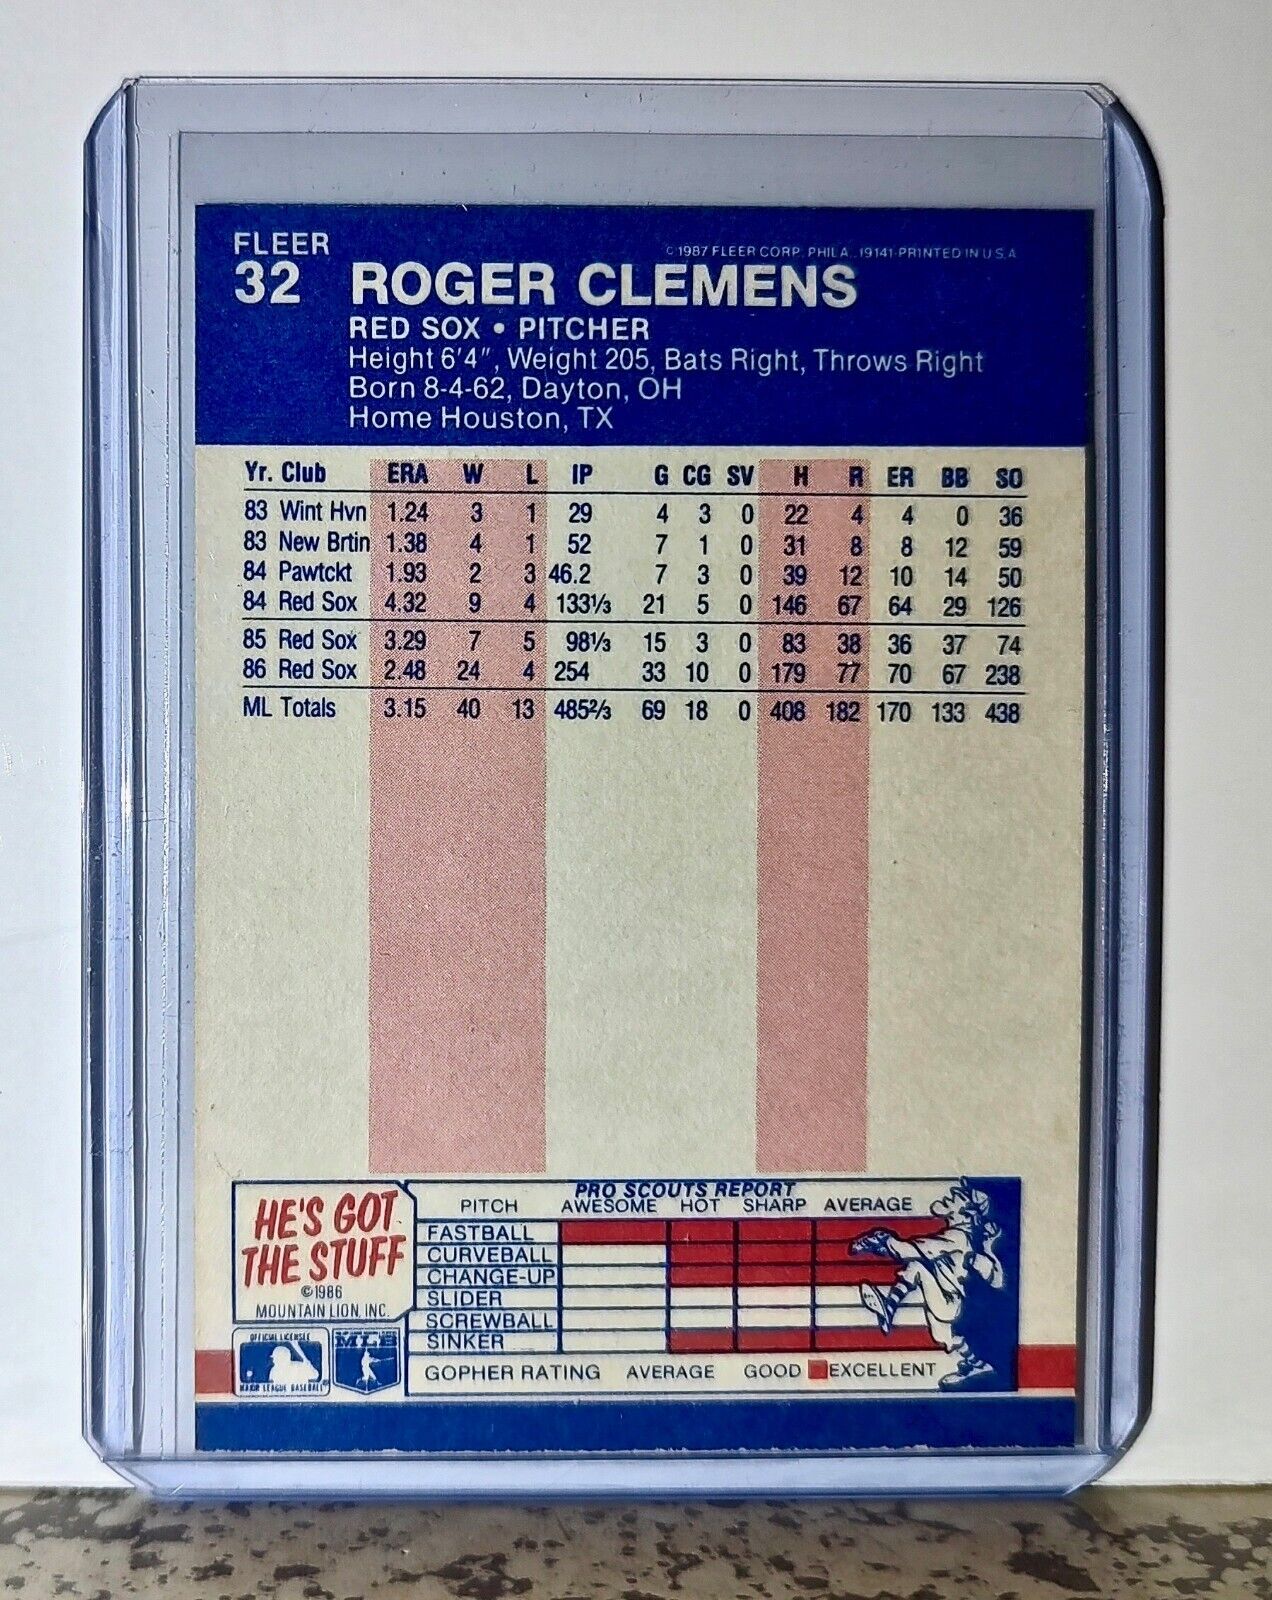 FLEER
©1987 FLEER CORP. PHILA., 19141-PRINTED IN U.S.A.
32 ROGER CLEMENS
RED SOX • PITCHER
Height 6'4", Weight 205, Bats Right, Throws Right
Born 8-4-62, Dayton, OH
Home Houston, TX
Yr. Club ERA W L IP G CG SV H R ER BB SO
83 Wint Hvn 1.24 3 1 29 4 3 0 22 4 4 0 36
83 New Brtin 1.38 4 1 52 7 1 0 31 8 8 12 59
84 Pawtckt 1.93 2 3 46.2 7 3 0 39 12 10 14 50
84 Red Sox 4.32 9 4 133⅓ 21 5 0 146 67 64 29 126
85 Red Sox 3.29 7 5 98⅓ 15 3 0 83 38 36 37 74
86 Red Sox 2.48 24 4 254 33 10 0 179 77 70 67 238
ML Totals 3.15 40 13 485⅔ 69 18 0 408 182 170 133 438
HE'S GOT
THE STUFF
©1986
MOUNTAIN LION, INC.
PRO SCOUTS REPORT
PITCH AWESOME HOT SHARP AVERAGE
FASTBALL
CURVEBALL
CHANGE-UP
SLIDER
SCREWBALL
SINKER
GOPHER RATING AVERAGE GOOD EXCELLENT
OFFICIAL LICENSEE
MAJOR LEAGUE BASEBALL
MLB